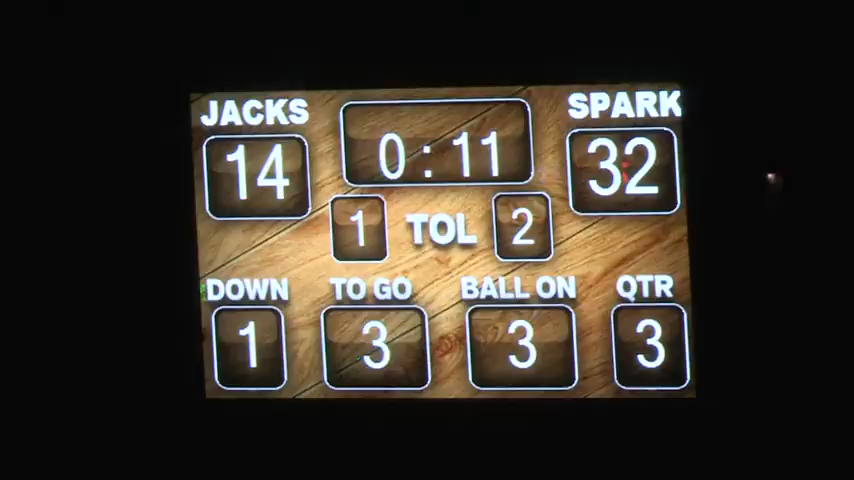 JACKS 0:11 SPARK
14 32
1 TOL 2
DOWN TO GO BALL ON QTR
1 3 3 3